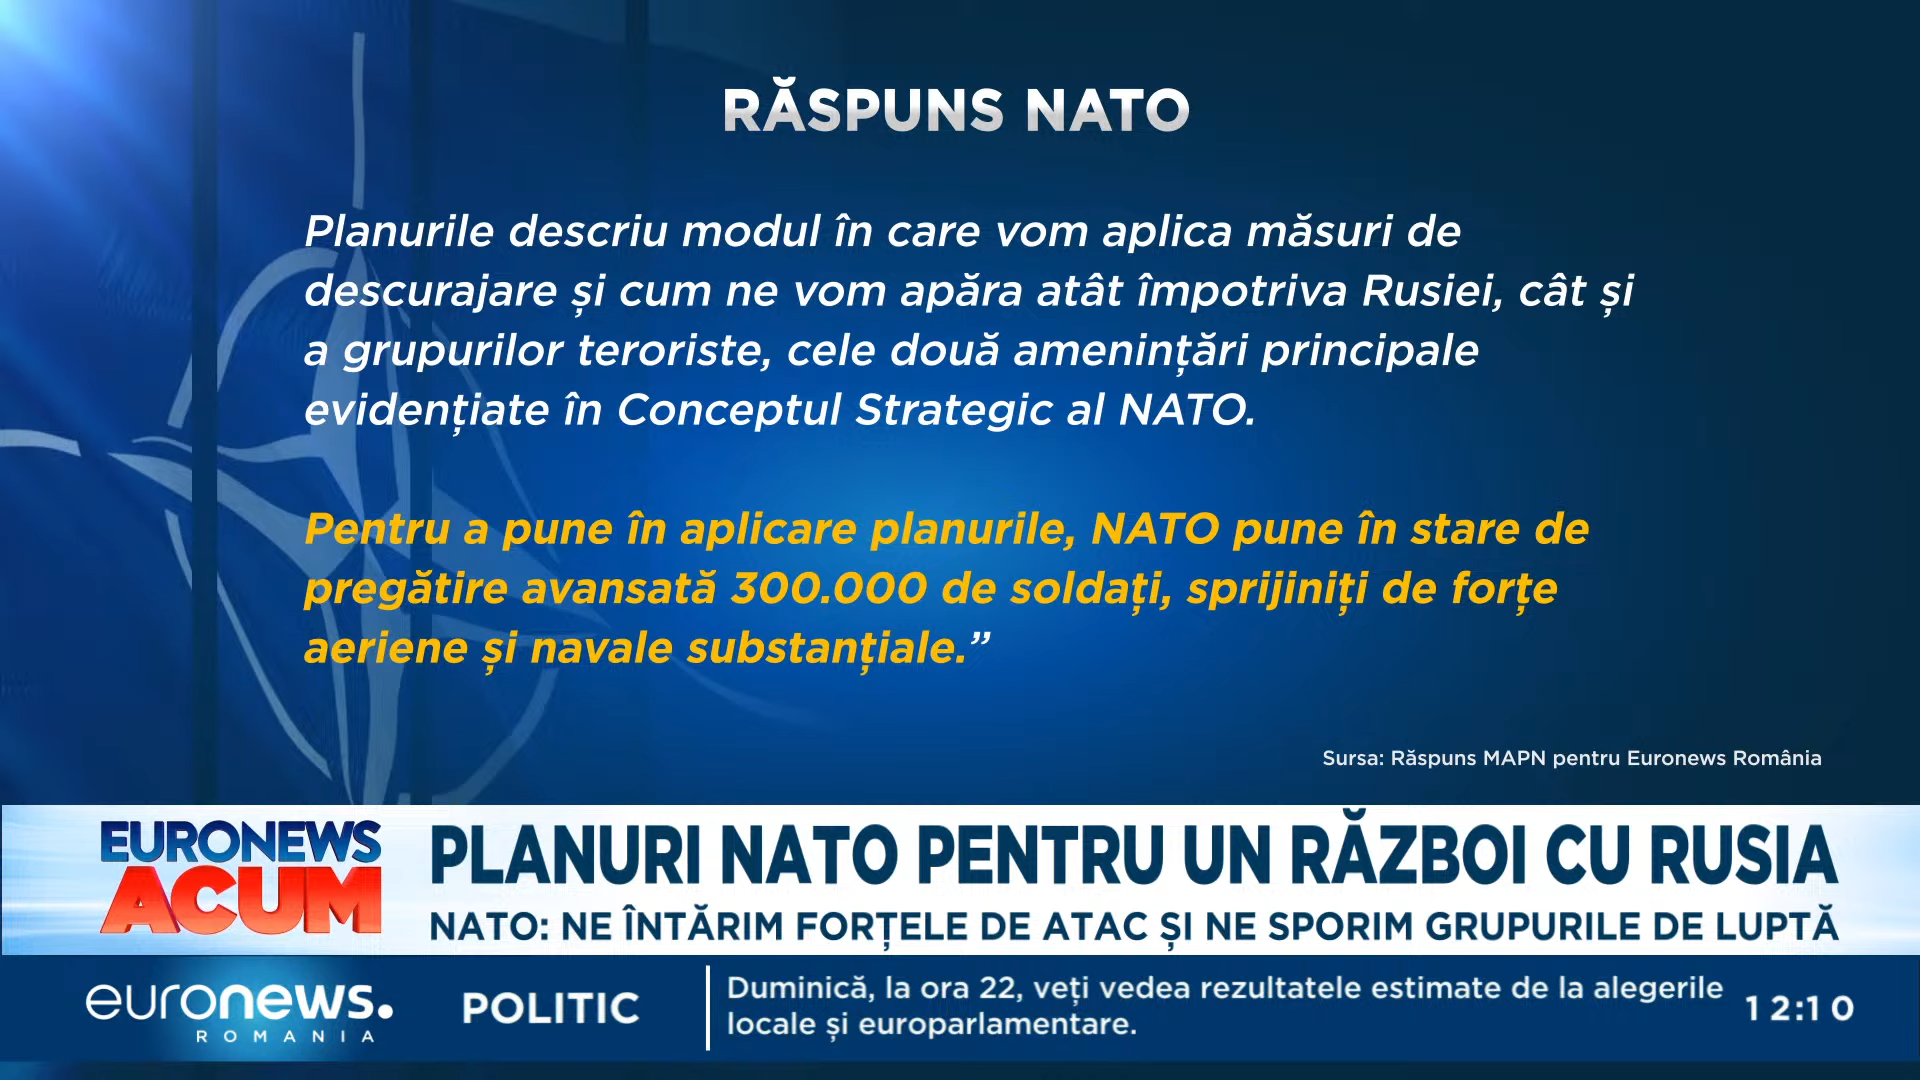 RĂSPUNS NATO
Planurile descriu modul în care vom aplica măsuri de
descurajare și cum ne vom apăra atât împotriva Rusiei, cât și
a grupurilor teroriste, cele două amenințări principale
evidențiate în Conceptul Strategic al NATO.
Pentru a pune în aplicare planurile, NATO pune în stare de
pregătire avansată 300.000 de soldați, sprijiniți de forțe
aeriene și navale substanțiale.”
Sursa: Răspuns MAPN pentru Euronews România
EURONEWS
ACUM
PLANURI NATO PENTRU UN RĂZBOI CU RUSIA
NATO: NE ÎNTĂRIM FORȚELE DE ATAC ȘI NE SPORIM GRUPURILE DE LUPTĂ
euronews.
ROMANIA
POLITIC
Duminică, la ora 22, veți vedea rezultatele estimate de la alegerile
locale și europarlamentare.
12:10